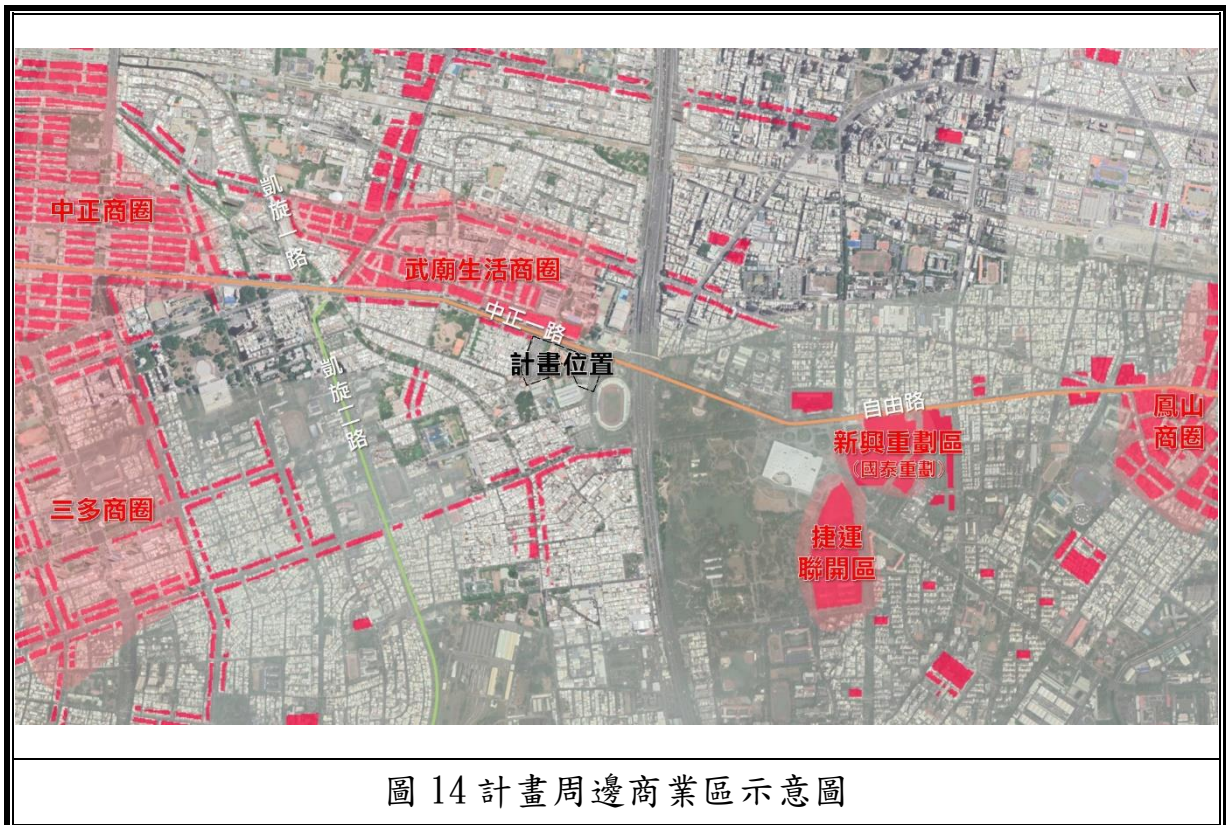 中正商圈
凱旋一路
武廟生活商圈
中正一路
計畫位置
凱旋二路
自由路
鳳山
商圈
新興重劃區
(國泰重劃)
三多商圈
捷運
聯開區
圖 14 計畫周邊商業區示意圖